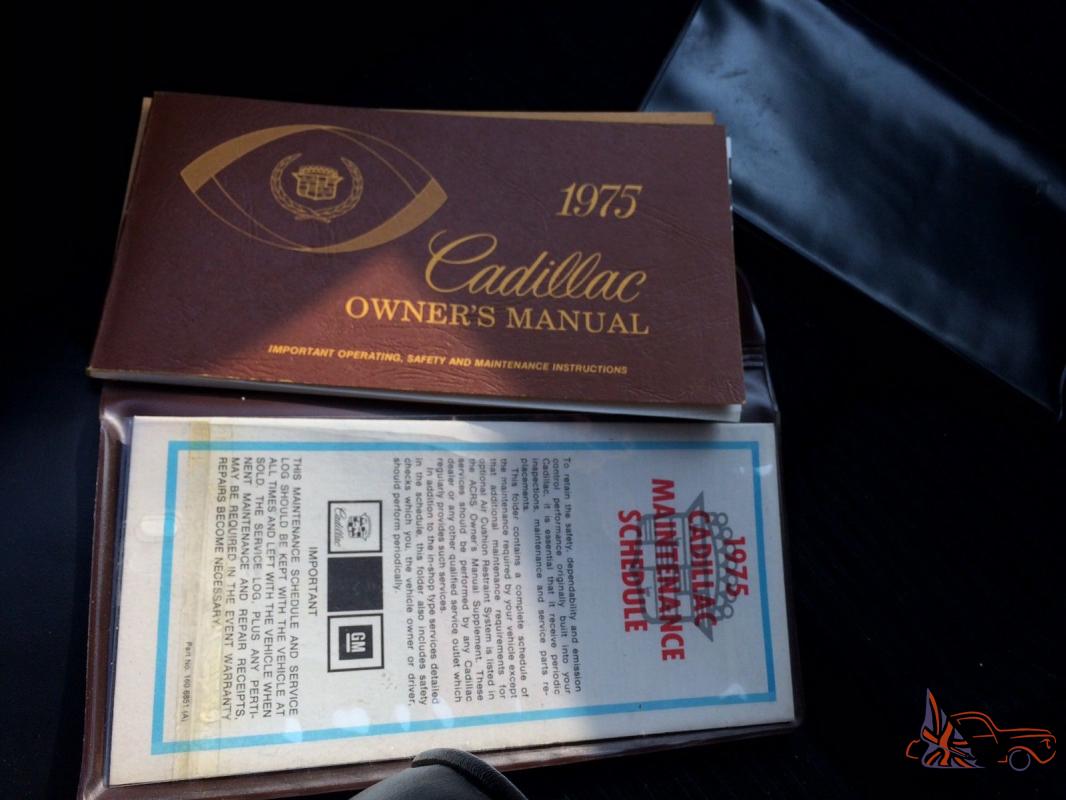 1975
Cadillac
OWNER'S MANUAL
IMPORTANT OPERATING, SAFETY AND MAINTENANCE INSTRUCTIONS
1975
CADILLAC
MAINTENANCE
SCHEDULE
To retain the safety, dependability and emission
control performance originally built into your
Cadillac, it is essential that it receive periodic
inspections, maintenance and service parts re-
placements.
This folder contains a complete schedule of
the maintenance required by your vehicle except
that additional maintenance requirements for
optional Air Cushion Restraint System is listed in
the ACRS Owner's Manual Supplement. These
services should be performed by any Cadillac
dealer or any other qualified service outlet which
regularly provides such services.
In addition to the in-shop type services detailed
in the schedule, this folder also includes safety
checks which you, the vehicle owner or driver,
should perform periodically.
Cadillac
GM
IMPORTANT
THIS MAINTENANCE SCHEDULE AND SERVICE
LOG SHOULD BE KEPT WITH THE VEHICLE AT
ALL TIMES AND LEFT WITH THE VEHICLE WHEN
SOLD. THE SERVICE LOG, PLUS ANY PERTI-
NENT MAINTENANCE AND REPAIR RECEIPTS,
MAY BE REQUIRED IN THE EVENT WARRANTY
REPAIRS BECOME NECESSARY.
Part No. 160 6851 (A)